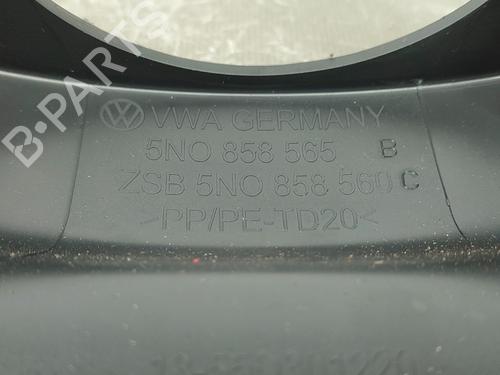 VWA GERMANY
5N0 858 565 B
ZSB 5N0 858 560 C
>PP/PE-TD20<
B-PARTS